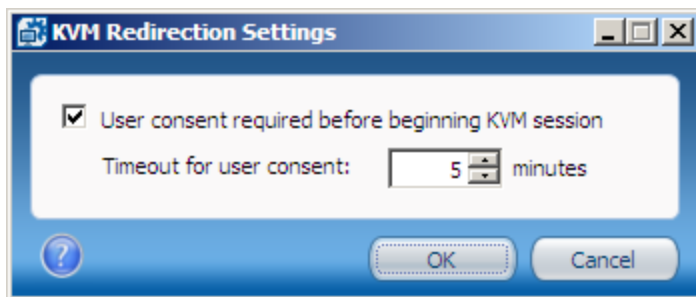 KVM Redirection Settings
User consent required before beginning KVM session
Timeout for user consent: 5 minutes
? OK Cancel